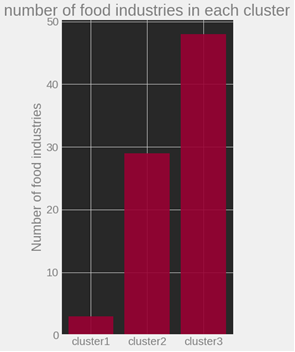 number of food industries in each cluster
Number of food industries
50
40
30
20
10
0
cluster1 cluster2 cluster3